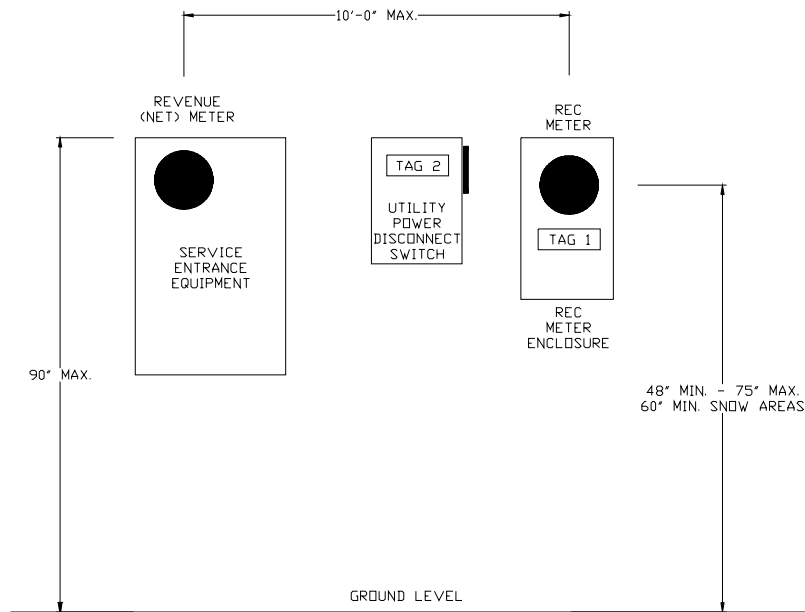 10'-0" MAX.
REVENUE
(NET) METER
REC
METER
TAG 2
UTILITY
POWER
DISCONNECT
SWITCH
TAG 1
SERVICE
ENTRANCE
EQUIPMENT
REC
METER
ENCLOSURE
90" MAX.
48" MIN. - 75" MAX.
60" MIN. SNOW AREAS
GROUND LEVEL